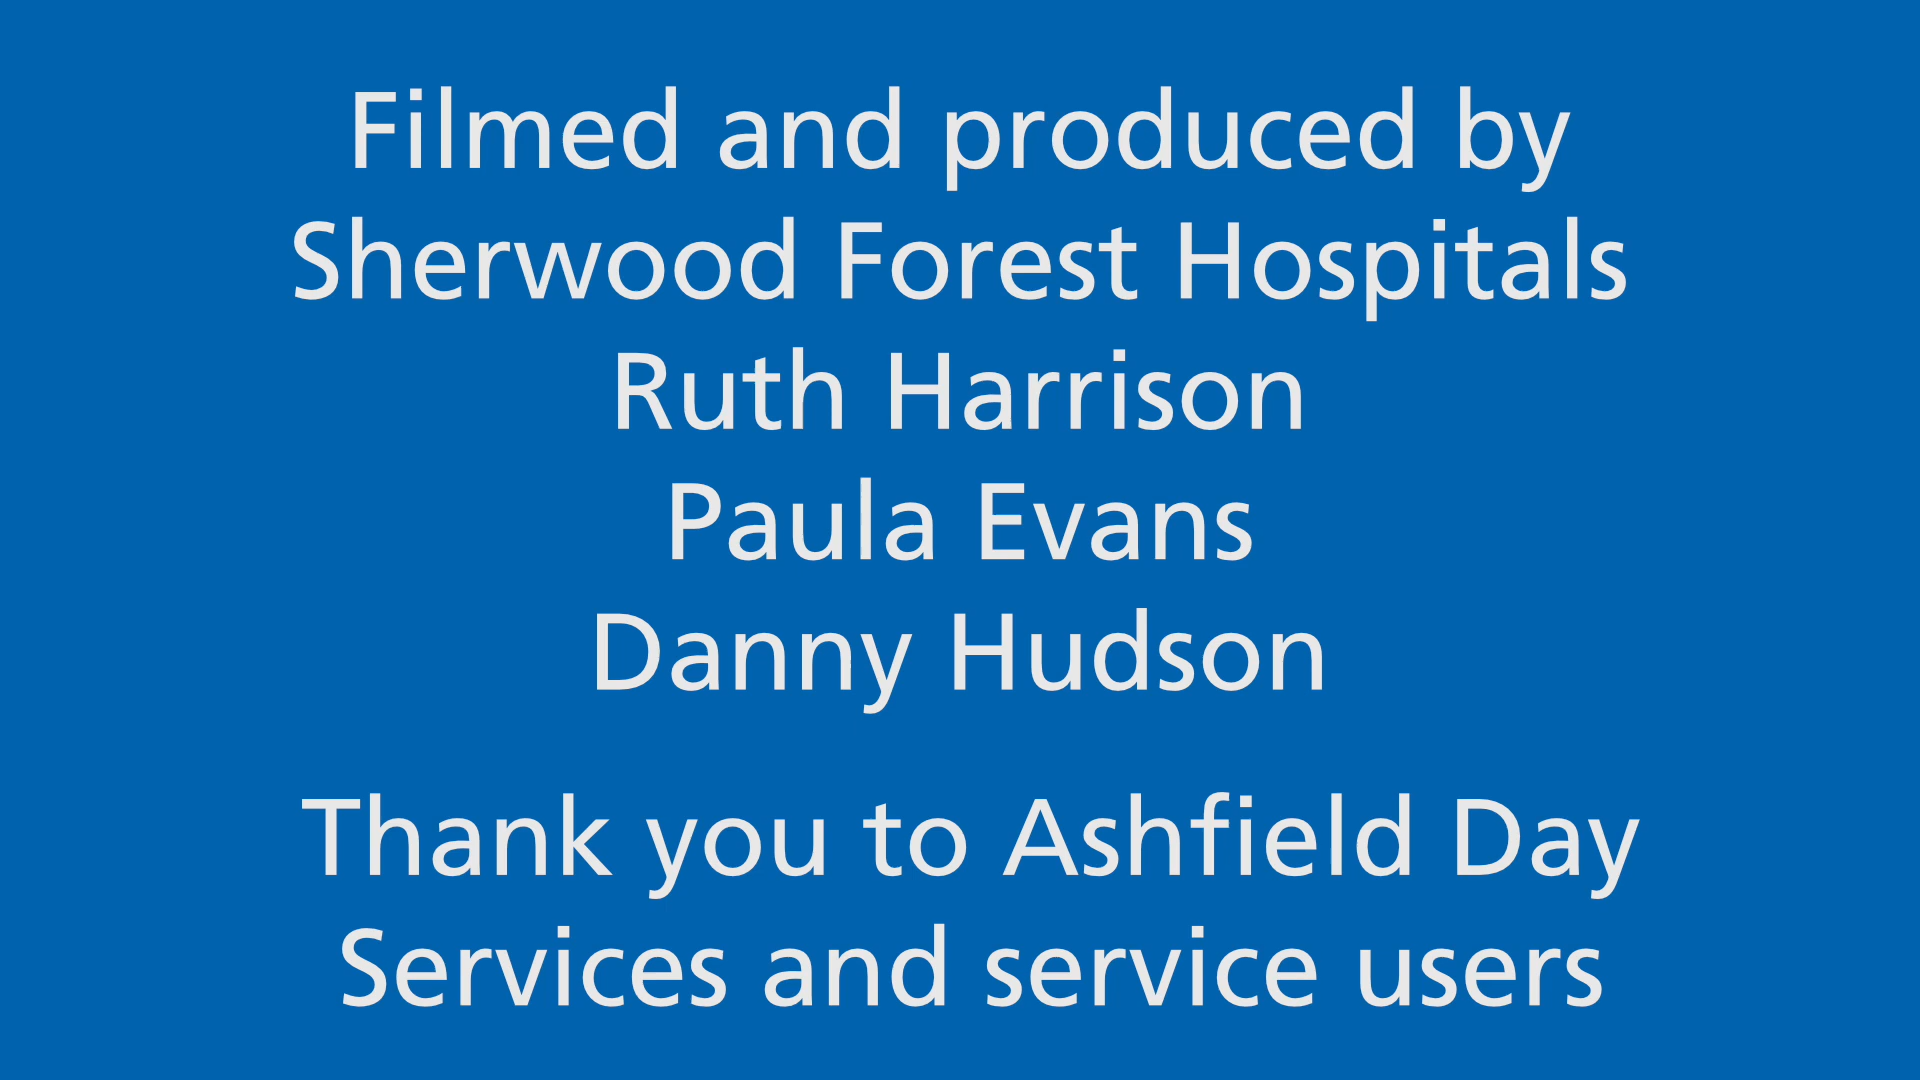 Filmed and produced by
Sherwood Forest Hospitals
Ruth Harrison
Paula Evans
Danny Hudson
Thank you to Ashfield Day
Services and service users